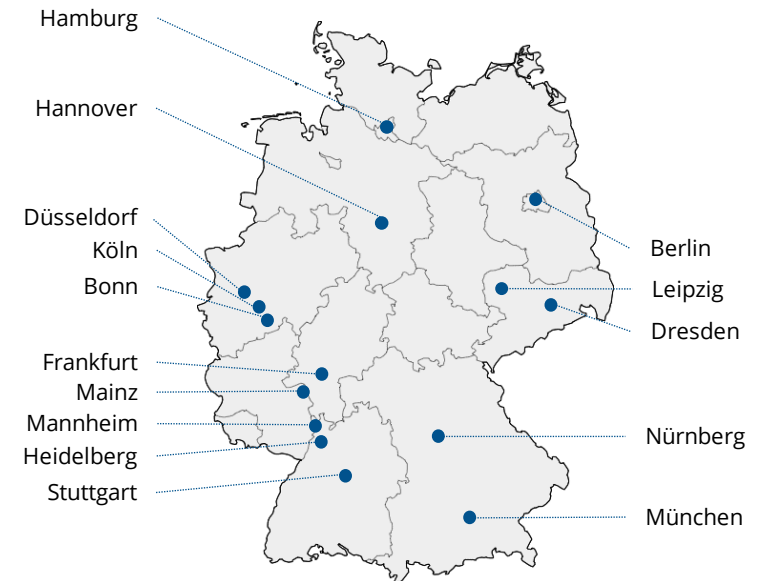 Hamburg
Hannover
Düsseldorf
Köln
Bonn
Frankfurt
Mainz
Mannheim
Heidelberg
Stuttgart
Berlin
Leipzig
Dresden
Nürnberg
München